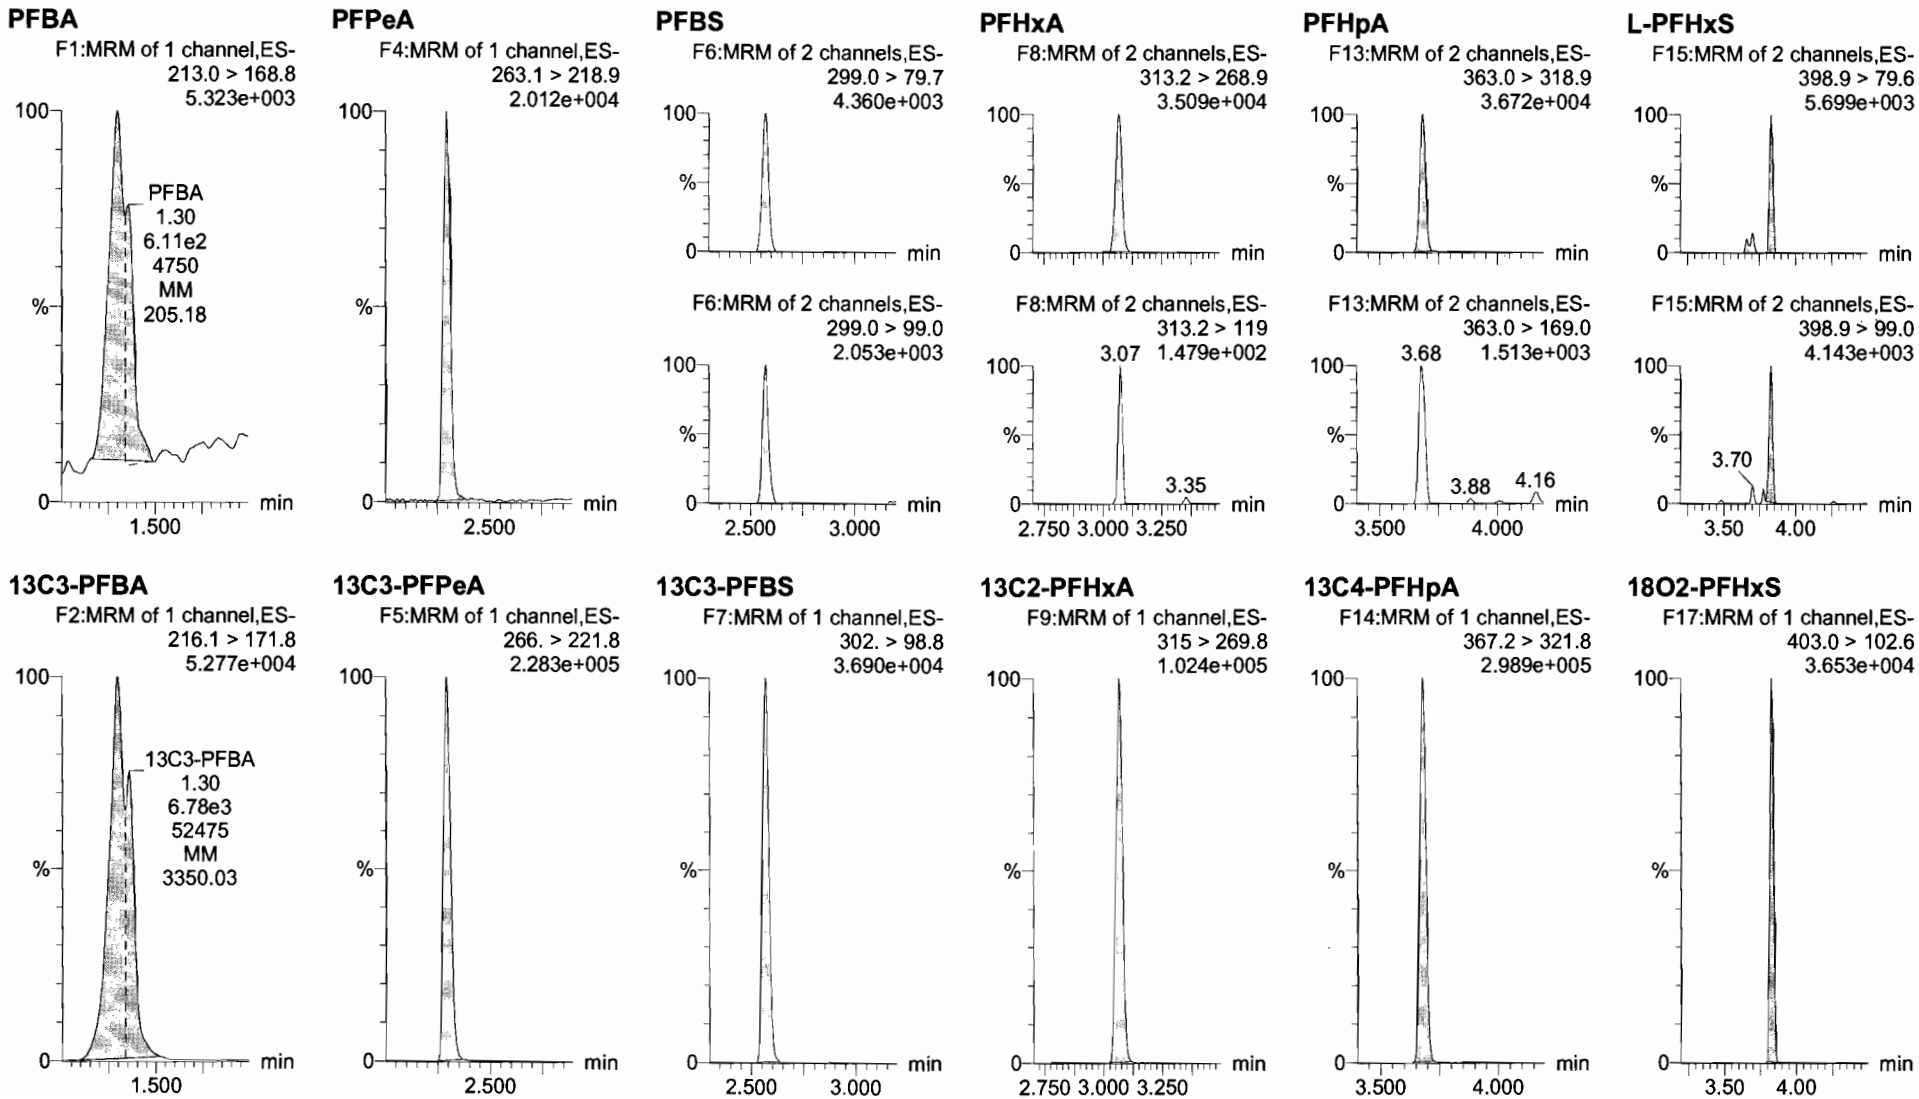 PFBA
F1:MRM of 1 channel,ES-
213.0 > 168.8
5.323e+003
100
%
0
min
1.500
PFBA
1.30
6.11e2
4750
MM
205.18
PFPeA
F4:MRM of 1 channel,ES-
263.1 > 218.9
2.012e+004
100
%
0
min
2.500
PFBS
F6:MRM of 2 channels,ES-
299.0 > 79.7
4.360e+003
100
%
0
min
F6:MRM of 2 channels,ES-
299.0 > 99.0
2.053e+003
100
%
0
min
2.500 3.000
PFHxA
F8:MRM of 2 channels,ES-
313.2 > 268.9
3.509e+004
100
%
0
min
F8:MRM of 2 channels,ES-
313.2 > 119
3.07 1.479e+002
100
%
3.35
0
min
2.750 3.000 3.250
PFHpA
F13:MRM of 2 channels,ES-
363.0 > 318.9
3.672e+004
100
%
0
min
F13:MRM of 2 channels,ES-
363.0 > 169.0
3.68 1.513e+003
100
%
3.88 4.16
0
min
3.500 4.000
L-PFHxS
F15:MRM of 2 channels,ES-
398.9 > 79.6
5.699e+003
100
%
0
min
F15:MRM of 2 channels,ES-
398.9 > 99.0
4.143e+003
100
%
3.70
0
min
3.50 4.00
13C3-PFBA
F2:MRM of 1 channel,ES-
216.1 > 171.8
5.277e+004
100
%
0
min
1.500
13C3-PFBA
1.30
6.78e3
52475
MM
3350.03
13C3-PFPeA
F5:MRM of 1 channel,ES-
266. > 221.8
2.283e+005
100
%
0
min
2.500
13C3-PFBS
F7:MRM of 1 channel,ES-
302. > 98.8
3.690e+004
100
%
0
min
2.500 3.000
13C2-PFHxA
F9:MRM of 1 channel,ES-
315 > 269.8
1.024e+005
100
%
0
min
2.750 3.000 3.250
13C4-PFHpA
F14:MRM of 1 channel,ES-
367.2 > 321.8
2.989e+005
100
%
0
min
3.500 4.000
18O2-PFHxS
F17:MRM of 1 channel,ES-
403.0 > 102.6
3.653e+004
100
%
0
min
3.50 4.00